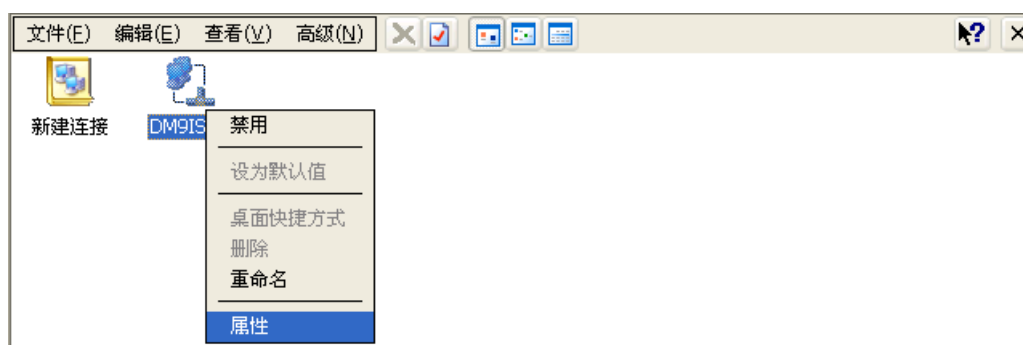 文件(F) 编辑(E) 查看(V) 高级(N)
新建连接 DM9IS
禁用
设为默认值
桌面快捷方式
删除
重命名
属性